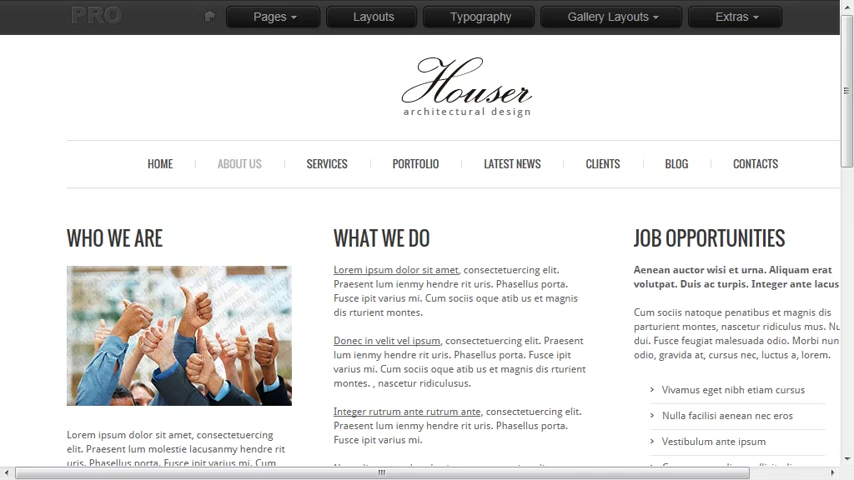 PRO
Pages
Layouts
Typography
Gallery Layouts
Extras
Houser
architectural design
HOME
ABOUT US
SERVICES
PORTFOLIO
LATEST NEWS
CLIENTS
BLOG
CONTACTS
WHO WE ARE
Lorem ipsum dolor sit amet, consectetuercing elit.
Praesent lum molestie lacusanmy hendre rit
uris. Phasellus porta. Fusce ipit varius mi. Cum
WHAT WE DO
Lorem ipsum dolor sit amet, consectetuercing elit.
Praesent lum ienmy hendre rit uris. Phasellus porta.
Fusce ipit varius mi. Cum sociis oque atib us et magnis
dis rturient montes.
Donec in velit vel ipsum, consectetuercing elit. Praesent
lum ienmy hendre rit uris. Phasellus porta. Fusce ipit
varius mi. Cum sociis oque atib us et magnis dis rturient
montes. , nascetur ridiculusus.
Integer rutrum ante rutrum ante, consectetuercing elit.
Praesent lum ienmy hendre rit uris. Phasellus porta.
Fusce ipit varius mi.
JOB OPPORTUNITIES
Aenean auctor wisi et urna. Aliquam erat
volutpat. Duis ac turpis. Integer ante lacus
Cum sociis natoque penatibus et magnis dis
parturient montes, nascetur ridiculus mus. Nu
dui. Fusce feugiat malesuada odio. Morbi nun
odio, gravida at, cursus nec, luctus a, lorem.
Vivamus eget nibh etiam cursus
Nulla facilisi aenean nec eros
Vestibulum ante ipsum